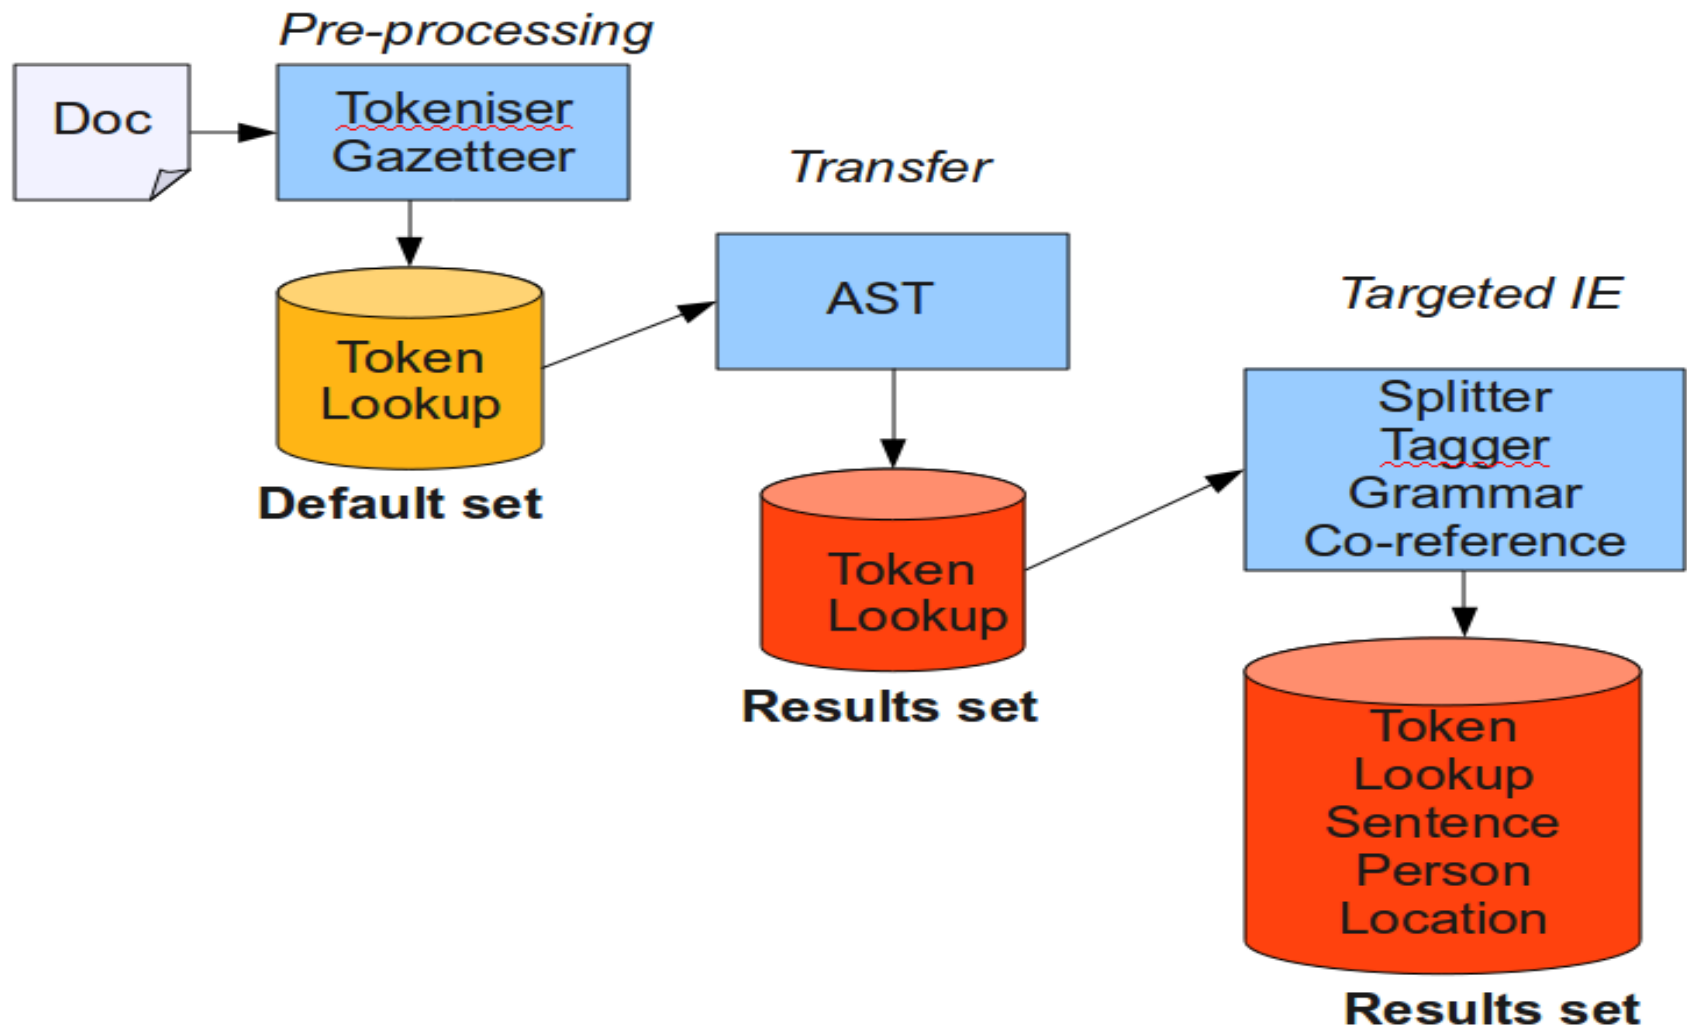 Pre-processing
Doc
Tokeniser
Gazetteer
Transfer
Token
Lookup
Default set
AST
Targeted IE
Token
Lookup
Results set
Splitter
Tagger
Grammar
Co-reference
Token
Lookup
Sentence
Person
Location
Results set